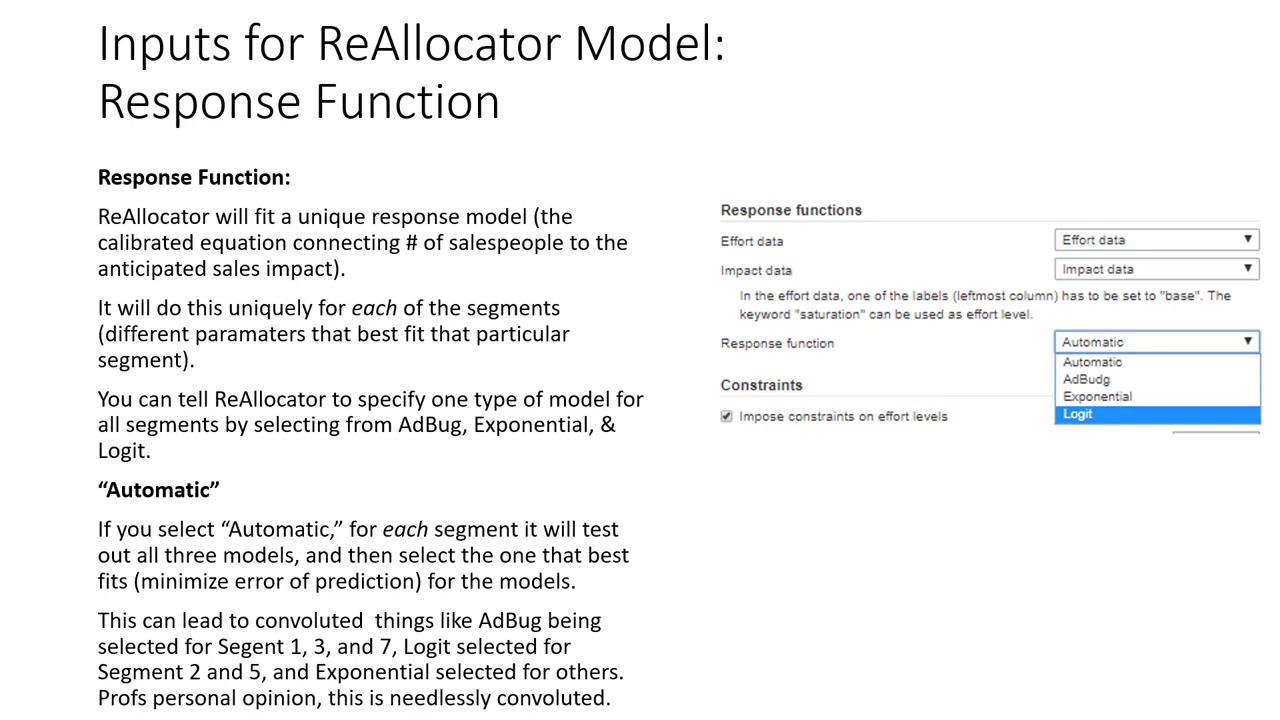 Inputs for ReAllocator Model:
Response Function
Response Function:
ReAllocator will fit a unique response model (the
calibrated equation connecting # of salespeople to the
anticipated sales impact).
It will do this uniquely for each of the segments
(different paramaters that best fit that particular
segment).
You can tell ReAllocator to specify one type of model for
all segments by selecting from AdBug, Exponential, &
Logit.
“Automatic”
If you select “Automatic,” for each segment it will test
out all three models, and then select the one that best
fits (minimize error of prediction) for the models.
This can lead to convoluted  things like AdBug being
selected for Segent 1, 3, and 7, Logit selected for
Segment 2 and 5, and Exponential selected for others.
Profs personal opinion, this is needlessly convoluted.
Response functions
Effort data Effort data
Impact data Impact data
In the effort data, one of the labels (leftmost column) has to be set to "base". The
keyword "saturation" can be used as effort level.
Response function Automatic
Automatic
AdBudg
Exponential
Logit
Constraints
Impose constraints on effort levels